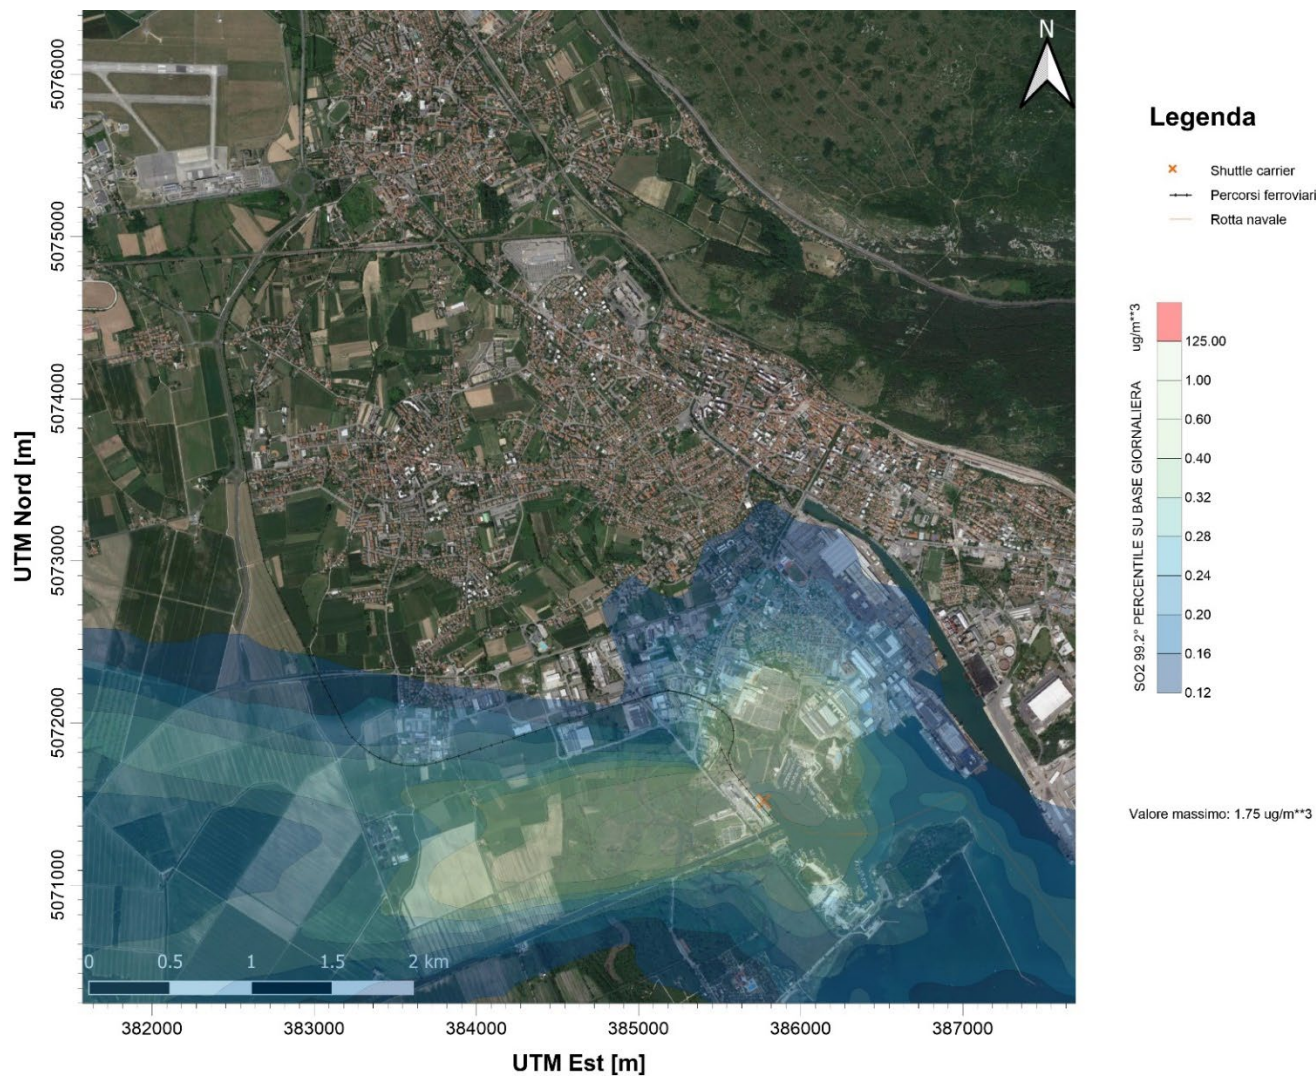 N
Legenda
Shuttle carrier
Percorsi ferroviari
Rotta navale
ug/m**3
SO2 99.2° PERCENTILE SU BASE GIORNALIERA
125.00
1.00
0.60
0.40
0.32
0.28
0.24
0.20
0.16
0.12
Valore massimo: 1.75 ug/m**3
UTM Nord [m]
5076000
5075000
5074000
5073000
5072000
5071000
0 0.5 1 1.5 2 km
382000 383000 384000 385000 386000 387000
UTM Est [m]